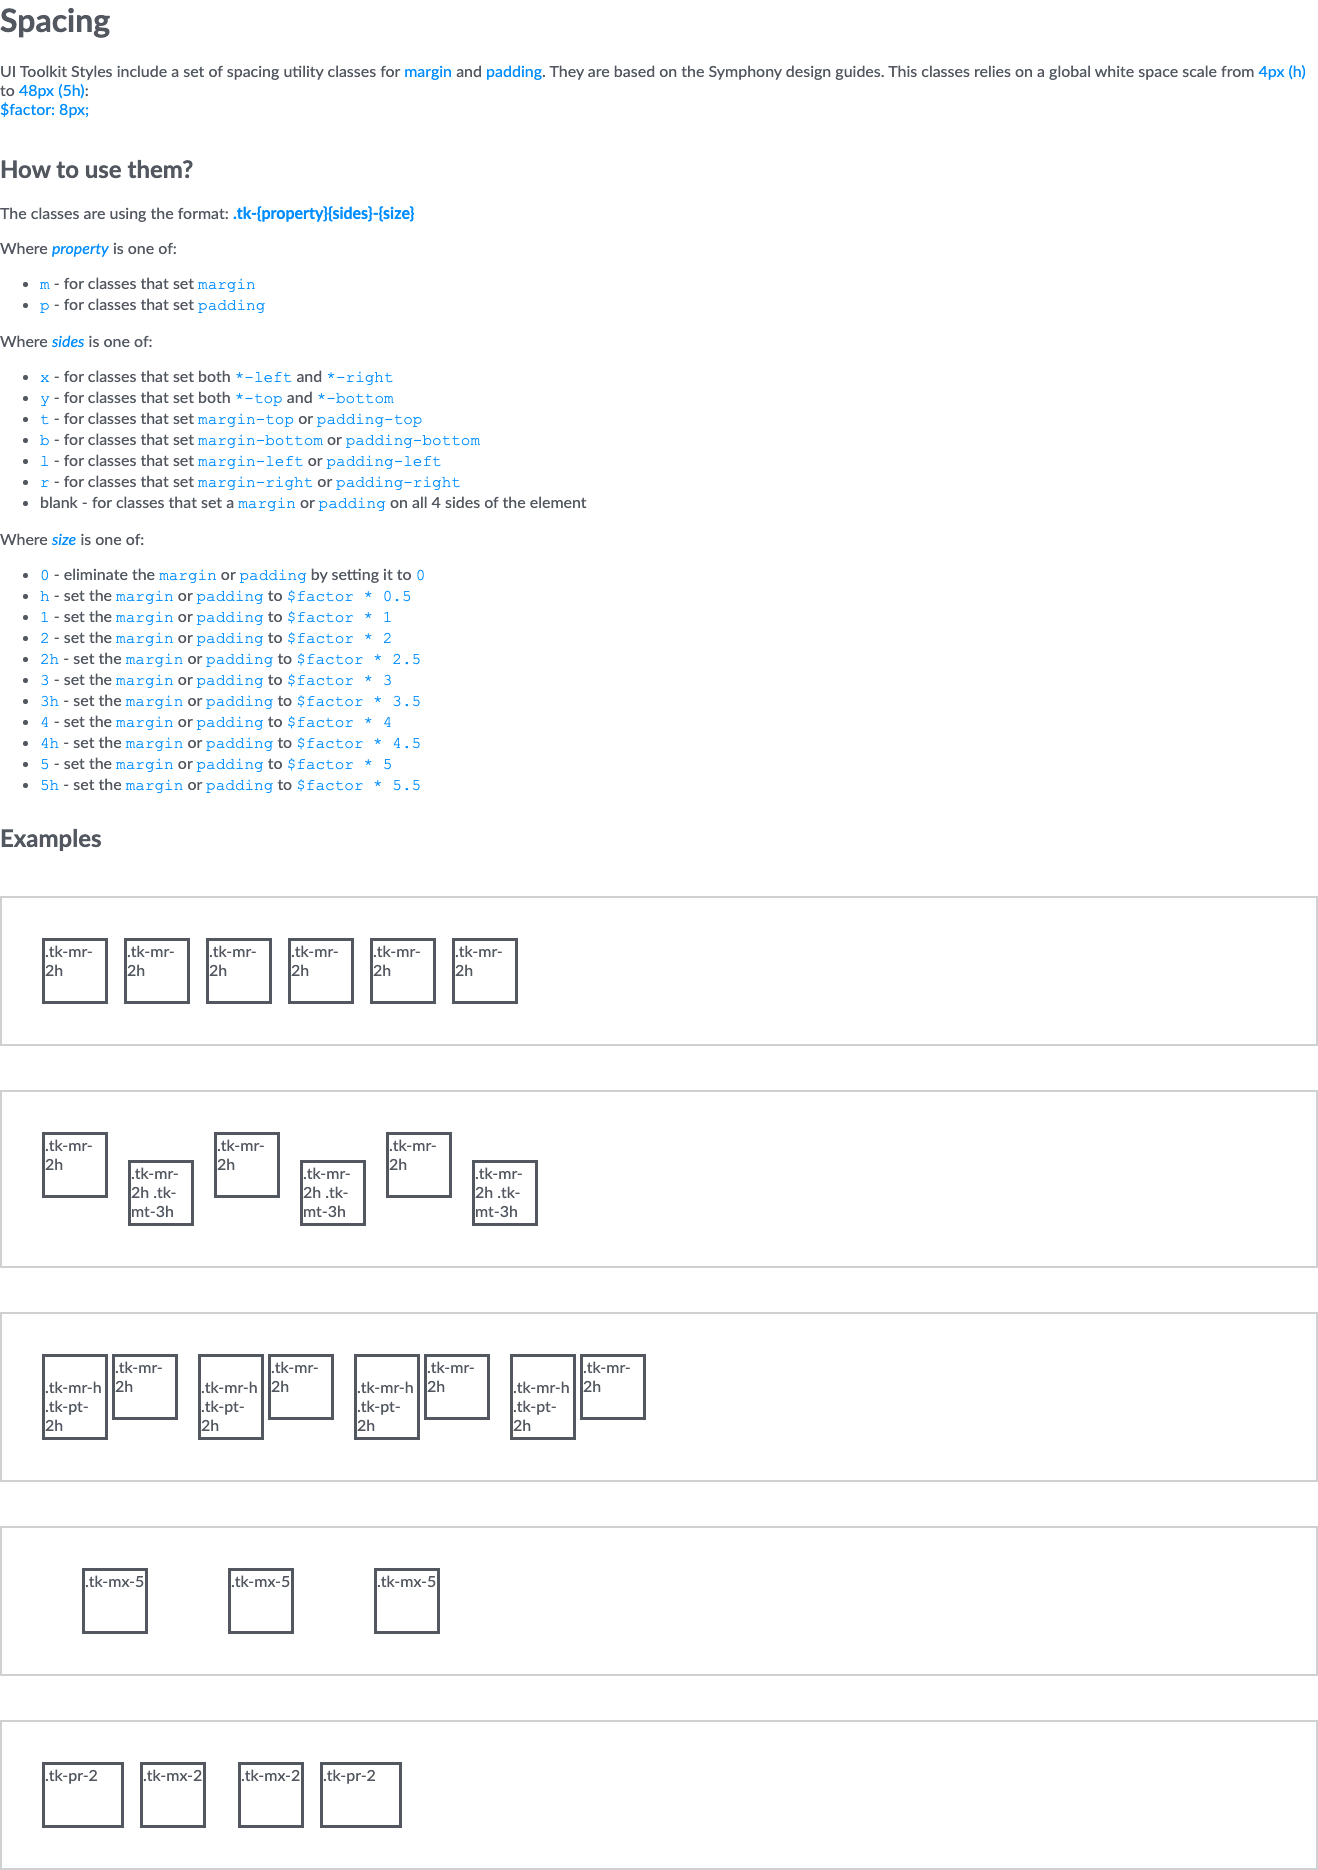 Spacing
UI Toolkit Styles include a set of spacing utility classes for margin and padding. They are based on the Symphony design guides. This classes relies on a global white space scale from 4px (h)
to 48px (5h):
$factor: 8px;
How to use them?
The classes are using the format: .tk-{property}{sides}-{size}
Where property is one of:
m - for classes that set margin
p - for classes that set padding
Where sides is one of:
x - for classes that set both *-left and *-right
y - for classes that set both *-top and *-bottom
t - for classes that set margin-top or padding-top
b - for classes that set margin-bottom or padding-bottom
l - for classes that set margin-left or padding-left
r - for classes that set margin-right or padding-right
blank - for classes that set a margin or padding on all 4 sides of the element
Where size is one of:
0 - eliminate the margin or padding by setting it to 0
h - set the margin or padding to $factor * 0.5
1 - set the margin or padding to $factor * 1
2 - set the margin or padding to $factor * 2
2h - set the margin or padding to $factor * 2.5
3 - set the margin or padding to $factor * 3
3h - set the margin or padding to $factor * 3.5
4 - set the margin or padding to $factor * 4
4h - set the margin or padding to $factor * 4.5
5 - set the margin or padding to $factor * 5
5h - set the margin or padding to $factor * 5.5
Examples
.tk-mr-
2h
.tk-mr-
2h
.tk-mr-
2h
.tk-mr-
2h
.tk-mr-
2h
.tk-mr-
2h
.tk-mr-
2h
.tk-mr-
2h .tk-
mt-3h
.tk-mr-
2h
.tk-mr-
2h .tk-
mt-3h
.tk-mr-
2h
.tk-mr-
2h .tk-
mt-3h
.tk-mr-h
.tk-pt-
2h
.tk-mr-
2h
.tk-mr-h
.tk-pt-
2h
.tk-mr-
2h
.tk-mr-h
.tk-pt-
2h
.tk-mr-
2h
.tk-mr-h
.tk-pt-
2h
.tk-mr-
2h
.tk-mx-5
.tk-mx-5
.tk-mx-5
.tk-pr-2
.tk-mx-2
.tk-mx-2
.tk-pr-2